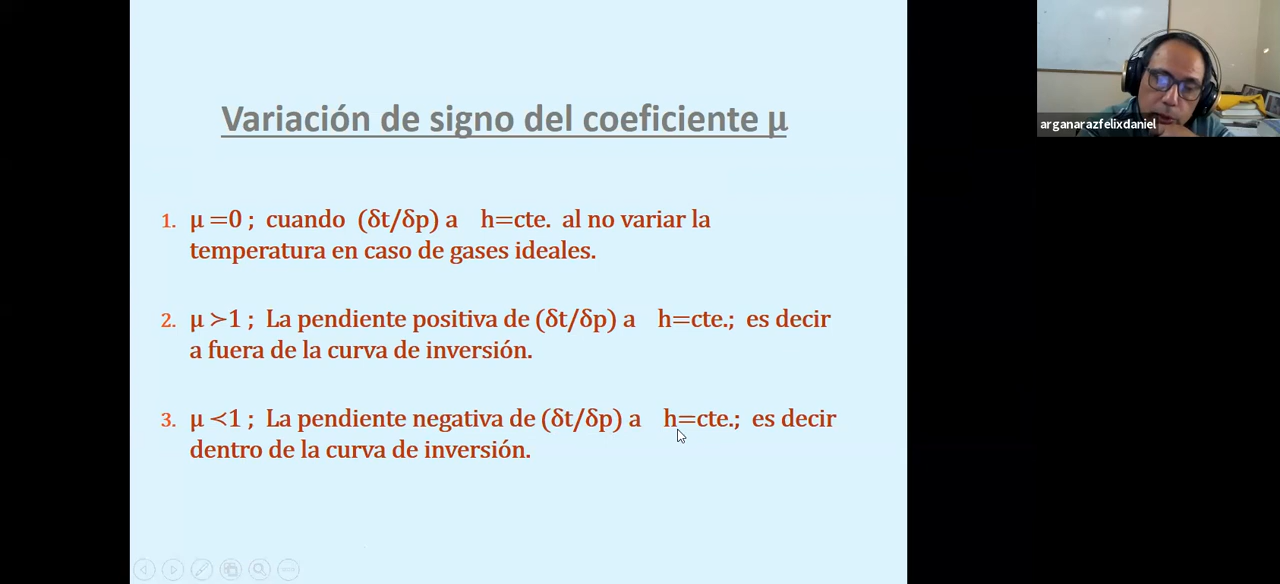 Variación de signo del coeficiente μ
1. μ =0 ; cuando (δt/δp) a h=cte. al no variar la
temperatura en caso de gases ideales.
2. μ ≻1 ; La pendiente positiva de (δt/δp) a h=cte.; es decir
a fuera de la curva de inversión.
3. μ ≺1 ; La pendiente negativa de (δt/δp) a h=cte.; es decir
dentro de la curva de inversión.
arganarazfelixdaniel